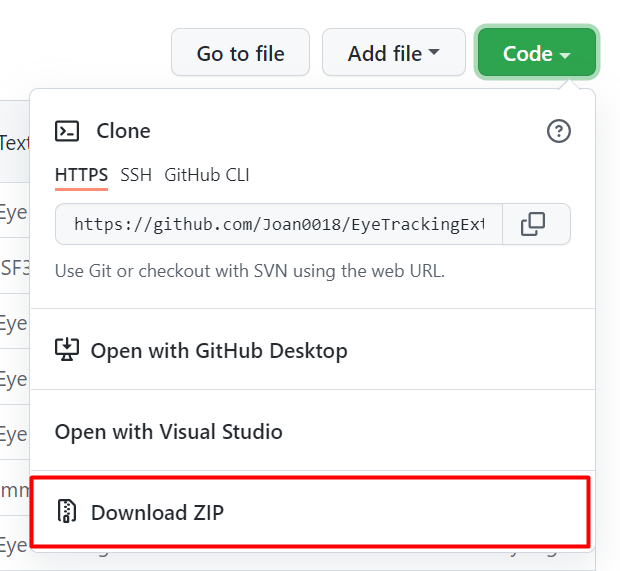 Go to file
Add file
Code
Clone
HTTPS SSH GitHub CLI
https://github.com/Joan0018/EyeTrackingExt
Use Git or checkout with SVN using the web URL.
Open with GitHub Desktop
Open with Visual Studio
Download ZIP
Text
Eye
SF3
Eye
Eye
Eye
mm
Eye